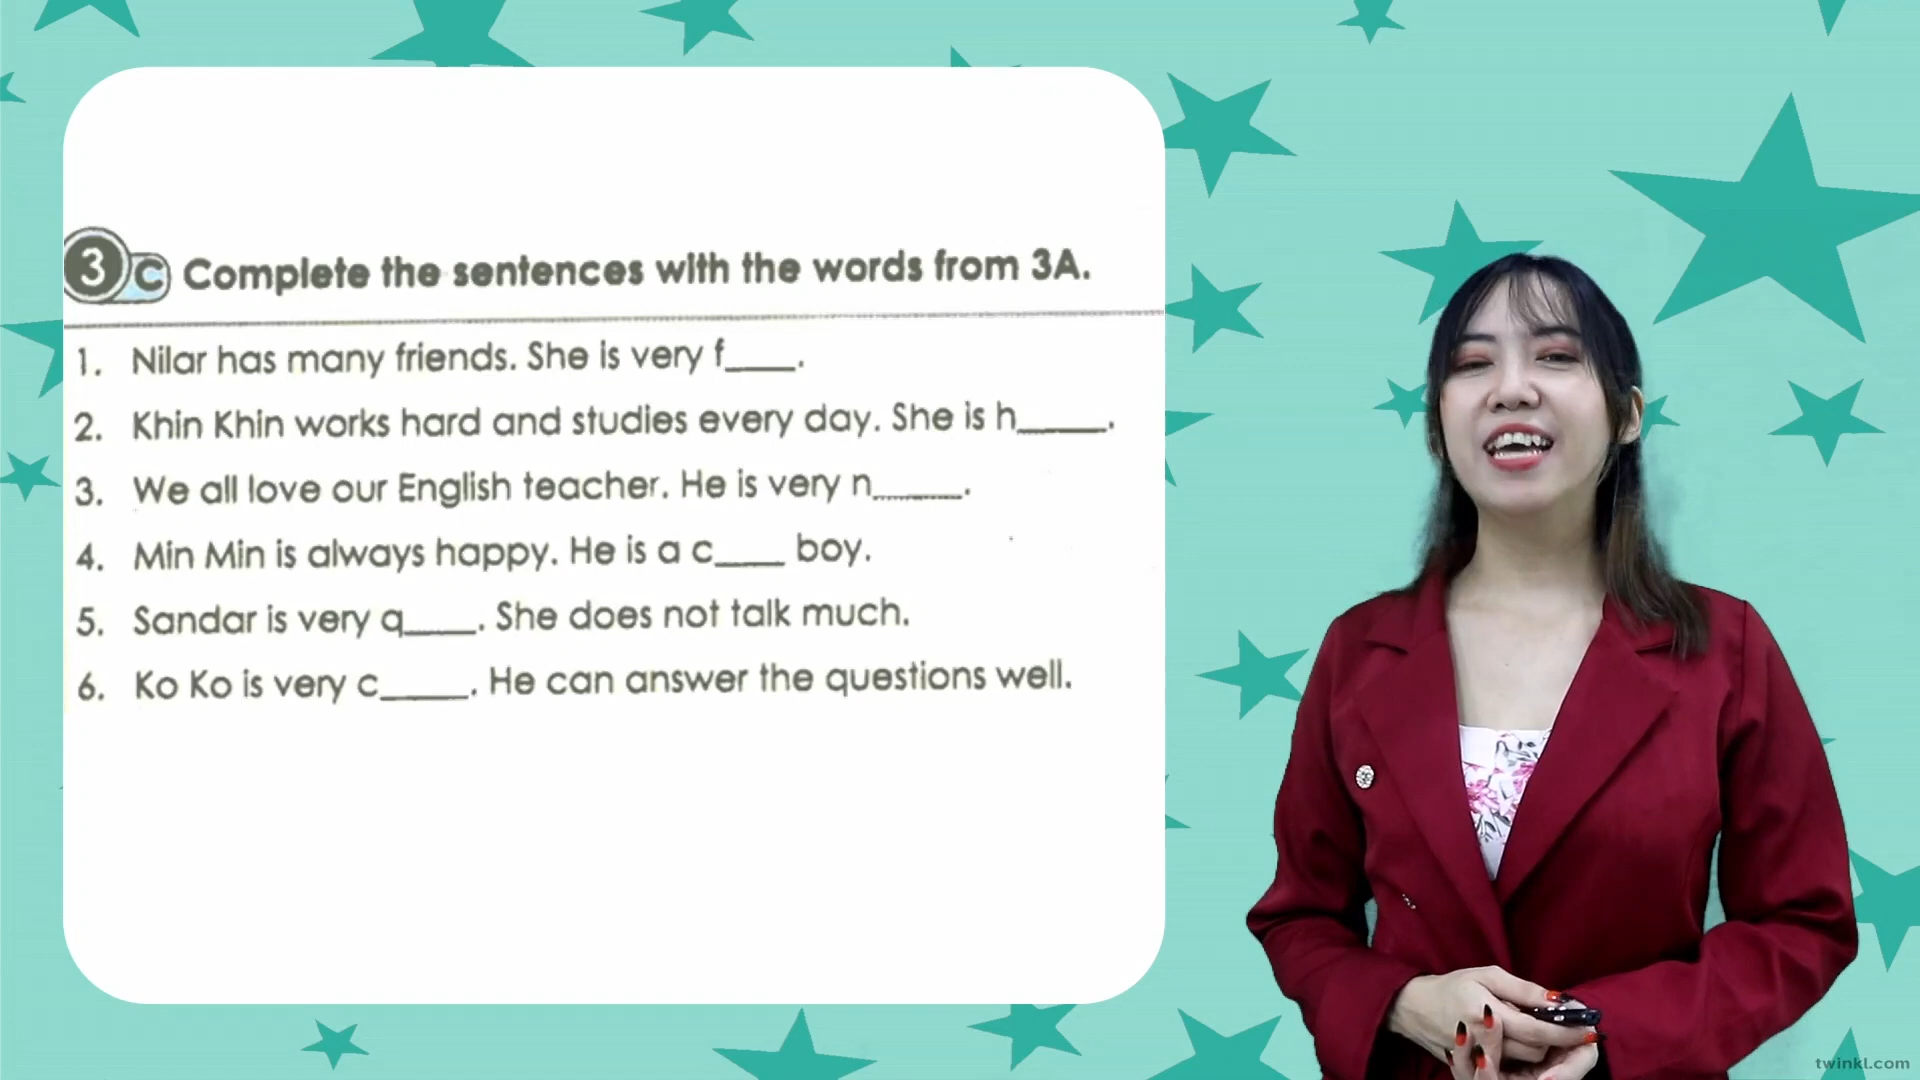 3 C Complete the sentences with the words from 3A.
1. Nilar has many friends. She is very f____.
2. Khin Khin works hard and studies every day. She is h_____.
3. We all love our English teacher. He is very n_____.
4. Min Min is always happy. He is a c____ boy.
5. Sandar is very q____. She does not talk much.
6. Ko Ko is very c_____. He can answer the questions well.
twinkl.com